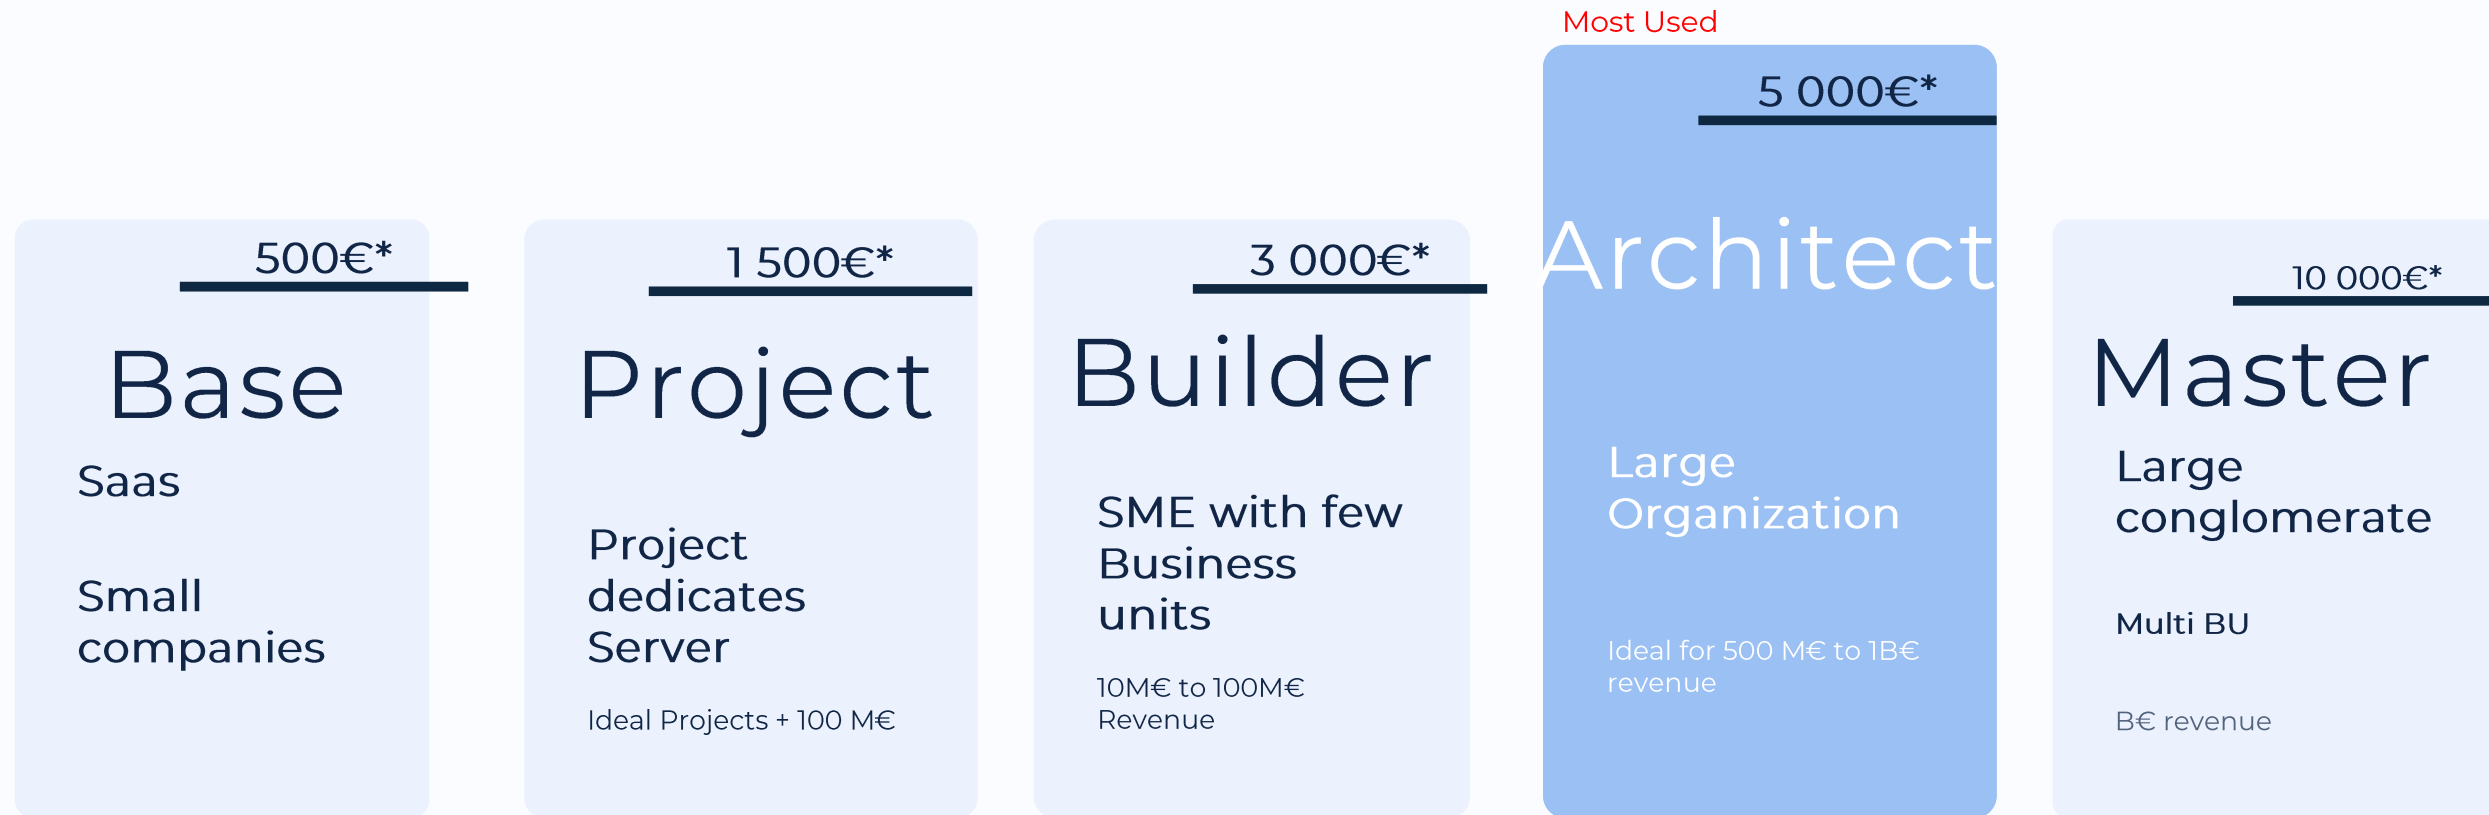 500€*
Base
Saas
Small
companies
1 500€*
Project
Project
dedicates
Server
Ideal Projects + 100 M€
3 000€*
Builder
SME with few
Business
units
10M€ to 100M€
Revenue
Most Used
5 000€*
Architect
Large
Organization
Ideal for 500 M€ to 1B€
revenue
10 000€*
Master
Large
conglomerate
Multi BU
B€ revenue